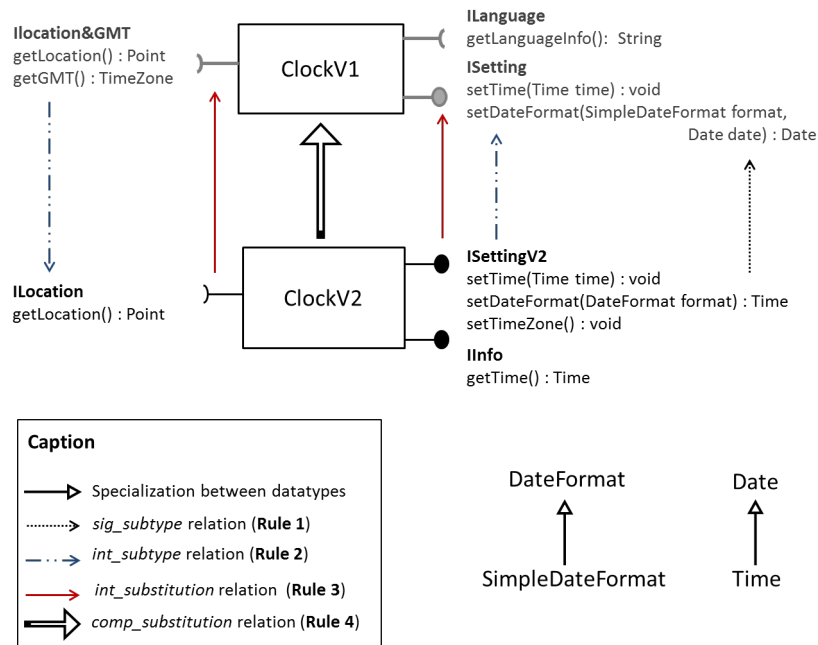 Ilocation&GMT
getLocation() : Point
getGMT() : TimeZone
ClockV1
ILanguage
getLanguageInfo(): String
ISetting
setTime(Time time) : void
setDateFormat(SimpleDateFormat format,
Date date) : Date
ILocation
getLocation() : Point
ClockV2
ISettingV2
setTime(Time time) : void
setDateFormat(DateFormat format) : Time
setTimeZone() : void
IInfo
getTime() : Time
Caption
Specialization between datatypes
sig_subtype relation (Rule 1)
int_subtype relation (Rule 2)
int_substitution relation (Rule 3)
comp_substitution relation (Rule 4)
DateFormat
Date
SimpleDateFormat
Time